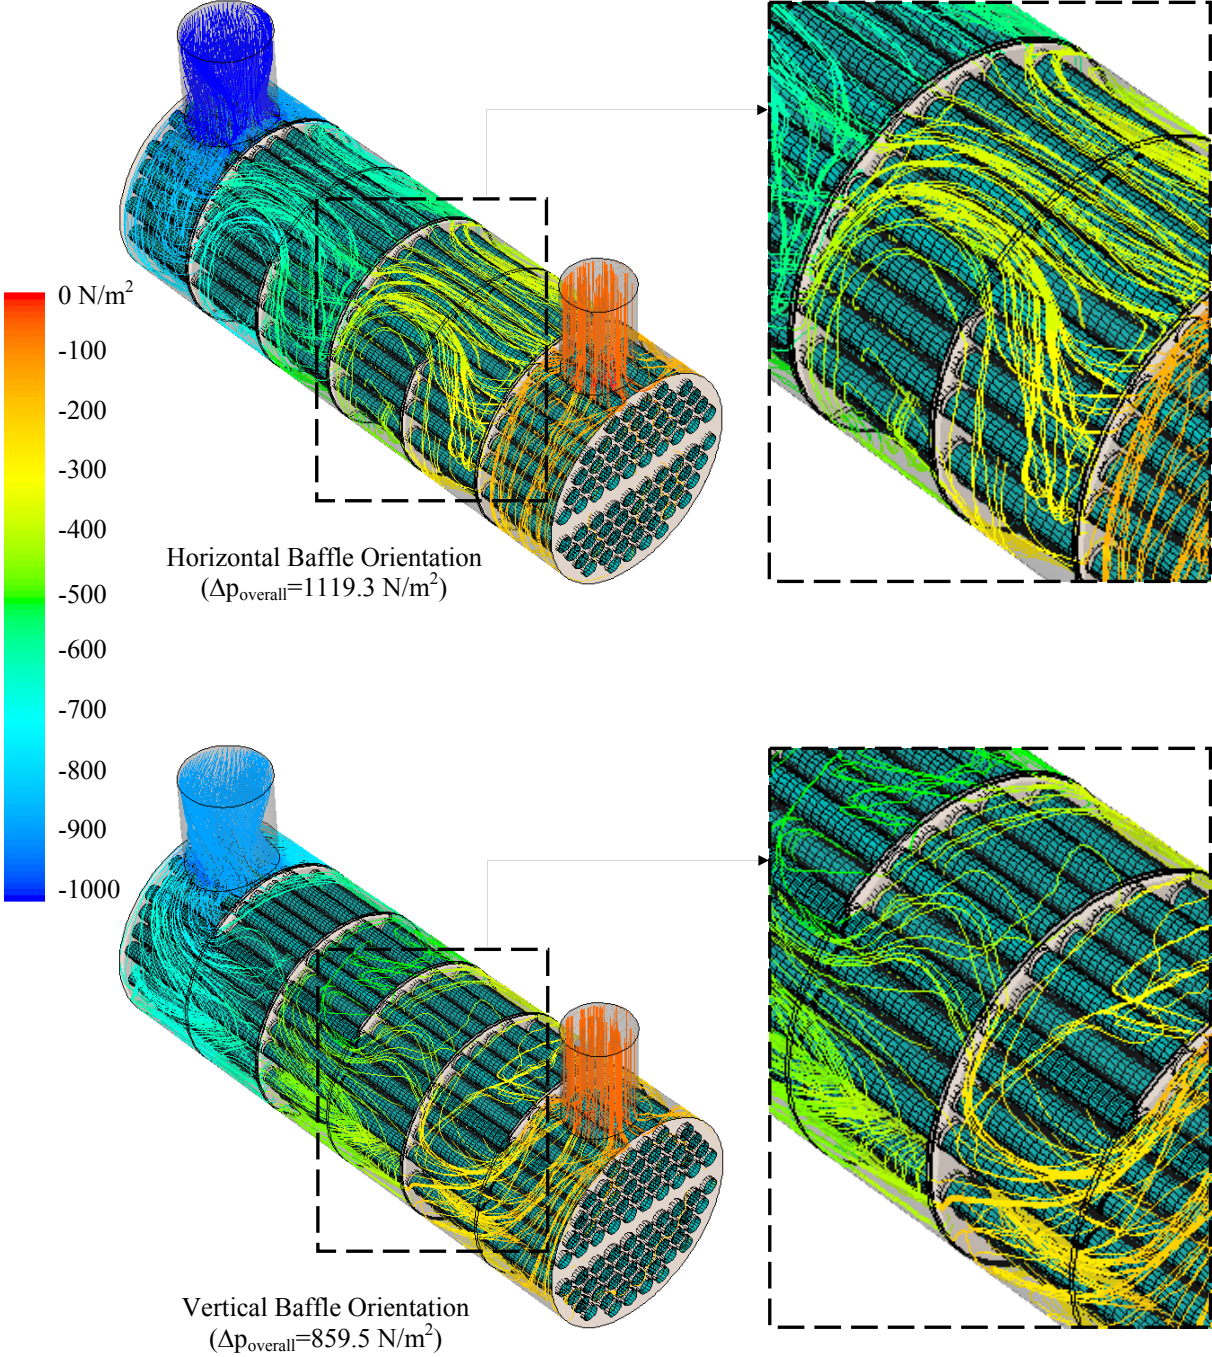 0 N/m²
-100
-200
-300
-400
-500
-600
-700
-800
-900
-1000
Horizontal Baffle Orientation
(Δpoverall=1119.3 N/m²)
Vertical Baffle Orientation
(Δpoverall=859.5 N/m²)